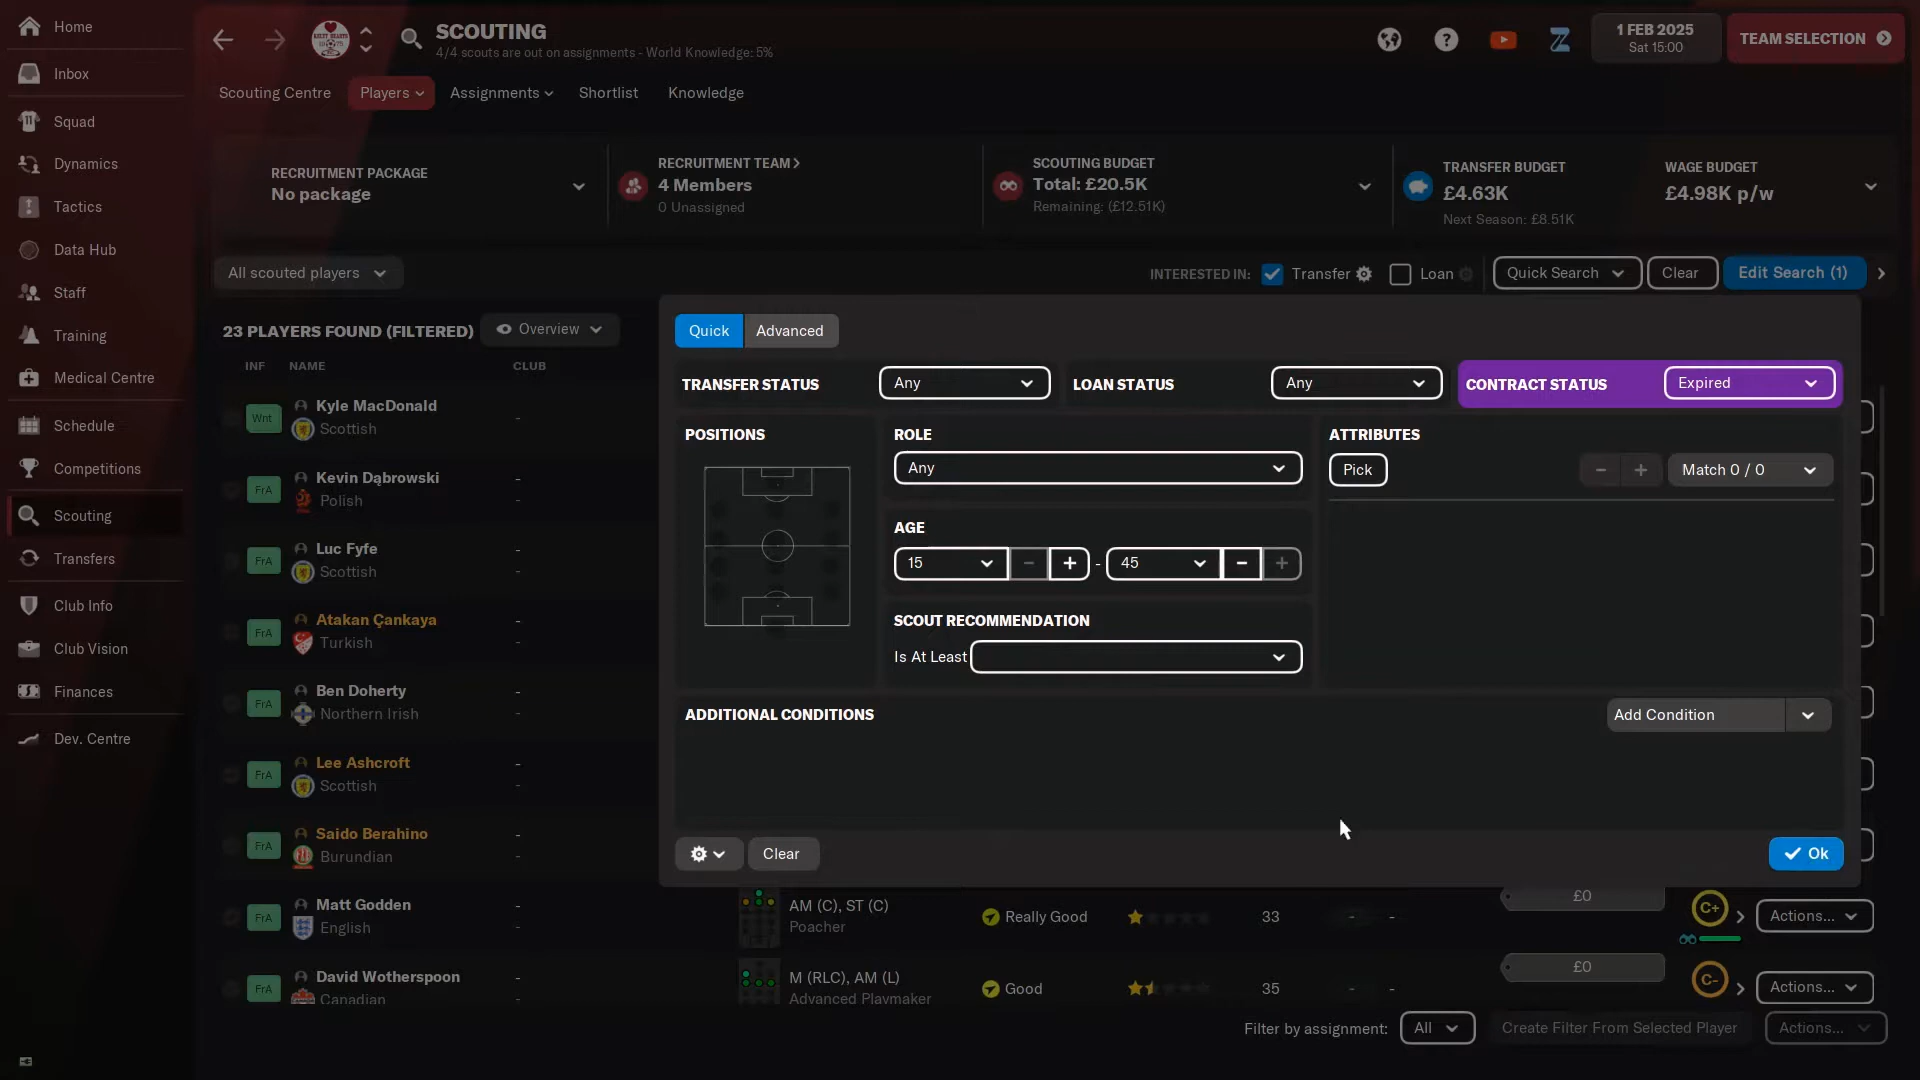 Home
Inbox
Squad
Dynamics
Tactics
Data Hub
Staff
Training
Medical Centre
Schedule
Competitions
Scouting
Transfers
Club Info
Club Vision
Finances
Dev. Centre
SCOUTING
4/4 scouts are out on assignments - World Knowledge: 5%
1 FEB 2025
Sat 15:00
TEAM SELECTION
Scouting Centre
Players
Assignments
Shortlist
Knowledge
RECRUITMENT PACKAGE
No package
RECRUITMENT TEAM
4 Members
0 Unassigned
SCOUTING BUDGET
Total: £20.5K
Remaining: (£12.51K)
TRANSFER BUDGET
£4.63K
Next Season: £8.51K
WAGE BUDGET
£4.98K p/w
All scouted players
INTERESTED IN: Transfer Loan
Quick Search
Clear
Edit Search (1)
23 PLAYERS FOUND (FILTERED)
Overview
INF NAME CLUB
Wnt Kyle MacDonald -
Scottish -
FrA Kevin Dąbrowski -
Polish -
FrA Luc Fyfe -
Scottish -
FrA Atakan Çankaya -
Turkish -
FrA Ben Doherty -
Northern Irish -
FrA Lee Ashcroft -
Scottish -
FrA Saido Berahino -
Burundian -
FrA Matt Godden -
English -
AM (C), ST (C)
Poacher
Really Good
33
- -
£0
C+
Actions...
FrA David Wotherspoon -
Canadian -
M (RLC), AM (L)
Advanced Playmaker
Good
35
- -
£0
C-
Actions...
Quick
Advanced
TRANSFER STATUS Any
LOAN STATUS Any
CONTRACT STATUS Expired
POSITIONS
ROLE
Any
AGE
15 - + - 45 - +
SCOUT RECOMMENDATION
Is At Least
ATTRIBUTES
Pick
- + Match 0 / 0
ADDITIONAL CONDITIONS
Add Condition
Clear
Ok
Filter by assignment: All
Create Filter From Selected Player
Actions...